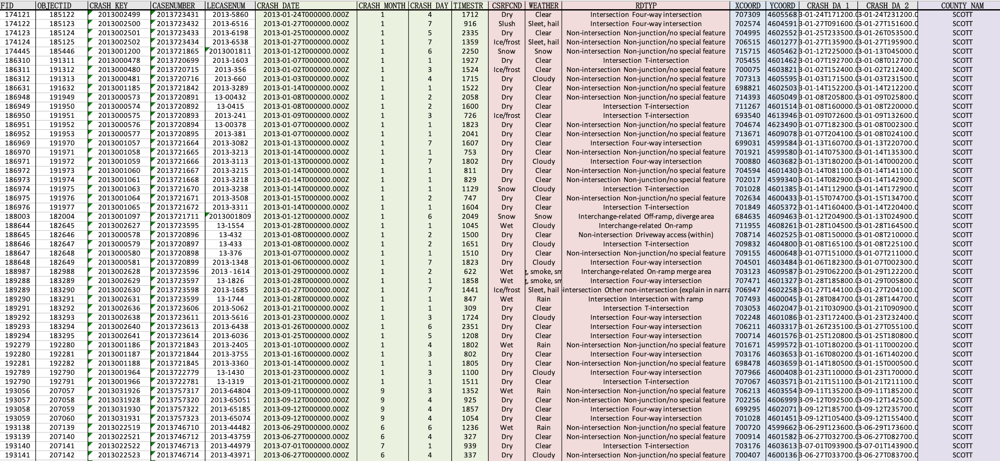 FID OBJECTID CRASH KEY CASENUMBER LECASENUM CRASH DATE CRASH MONTH CRASH DAY TIMESTR CSRFCND WEATHER RDTYP XCOORD YCOORD CRASH DA 1 CRASH DA 2 COUNTY NAM
174121 185122 2013002499 2013723431 2013-5860 2013-01-24T000000.000Z 1 4 1712 Dry Clear Intersection Four-way intersection 707309 4605568 3-01-24T171200.0 3-01-24T231200.0 SCOTT
174122 185123 2013002500 2013723432 2013-6516 2013-01-27T000000.000Z 1 7 916 Slush Sleet, hail Intersection Four-way intersection 702574 4604591 3-01-27T091600.0 3-01-27T151600.0 SCOTT
174123 185124 2013002501 2013723433 2013-6198 2013-01-25T000000.000Z 1 5 2335 Dry Clear Non-intersection Non-junction/no special feature 704995 4602552 3-01-25T233500.0 3-01-26T053500.0 SCOTT
174124 185125 2013002502 2013723434 2013-6538 2013-01-27T000000.000Z 1 7 1359 Ice/frost Sleet, hail Non-intersection Non-junction/no special feature 706515 4601277 3-01-27T135900.0 3-01-27T195900.0 SCOTT
174445 185446 2013001200 2013721865 2013001811 2013-01-12T000000.000Z 1 6 2250 Snow Snow Non-intersection Non-junction/no special feature 715715 4605462 3-01-12T225000.0 3-01-13T045000.0 SCOTT
186310 191311 2013000478 2013720699 2013-1603 2013-01-07T000000.000Z 1 1 1927 Dry Clear Intersection T-intersection 705455 4601462 3-01-07T192700.0 3-01-08T012700.0 SCOTT
186311 191312 2013000480 2013720715 2013-356 2013-01-02T000000.000Z 1 3 1524 Ice/frost Clear Non-intersection Non-junction/no special feature 700075 4603821 3-01-02T152400.0 3-01-02T212400.0 SCOTT
186312 191313 2013000481 2013720716 2013-660 2013-01-03T000000.000Z 1 4 1715 Dry Cloudy Non-intersection Non-junction/no special feature 707313 4605595 3-01-03T171500.0 3-01-03T231500.0 SCOTT
186631 191632 2013001185 2013721842 2013-3289 2013-01-14T000000.000Z 1 1 1522 Dry Clear Non-intersection Non-junction/no special feature 698821 4602503 3-01-14T152200.0 3-01-14T212200.0 SCOTT
186948 191949 2013000573 2013720891 13-00432 2013-01-08T000000.000Z 1 2 2058 Dry Clear Non-intersection Non-junction/no special feature 714393 4605049 3-01-08T205800.0 3-01-09T025800.0 SCOTT
186949 191950 2013000574 2013720892 13-0415 2013-01-08T000000.000Z 1 2 1600 Dry Clear Intersection T-intersection 711267 4601514 3-01-08T160000.0 3-01-08T220000.0 SCOTT
186950 191951 2013000575 2013720893 2013-241 2013-01-09T000000.000Z 1 3 726 Ice/frost Clear Intersection T-intersection 693540 4613946 3-01-09T072600.0 3-01-09T132600.0 SCOTT
186951 191952 2013000576 2013720894 13-00378 2013-01-07T000000.000Z 1 1 1823 Dry Clear Non-intersection Non-junction/no special feature 704674 4623490 3-01-07T182300.0 3-01-08T002300.0 SCOTT
186952 191953 2013000577 2013720895 2013-381 2013-01-07T000000.000Z 1 1 2041 Dry Clear Non-intersection Non-junction/no special feature 713671 4609078 3-01-07T204100.0 3-01-08T024100.0 SCOTT
186969 191970 2013001057 2013721664 2013-3082 2013-01-13T000000.000Z 1 7 1607 Dry Clear Intersection Four-way intersection 699031 4599584 3-01-13T160700.0 3-01-13T220700.0 SCOTT
186970 191971 2013001058 2013721665 2013-3213 2013-01-14T000000.000Z 1 1 753 Dry Clear Non-intersection Non-junction/no special feature 701921 4599580 3-01-14T075300.0 3-01-14T135300.0 SCOTT
186971 191972 2013001059 2013721666 2013-3113 2013-01-13T000000.000Z 1 7 1802 Dry Cloudy Intersection Four-way intersection 700880 4603682 3-01-13T180200.0 3-01-14T000200.0 SCOTT
186972 191973 2013001060 2013721667 2013-3215 2013-01-14T000000.000Z 1 1 811 Dry Clear Non-intersection Non-junction/no special feature 704594 4601430 3-01-14T081100.0 3-01-14T141100.0 SCOTT
186973 191974 2013001061 2013721668 2013-3218 2013-01-14T000000.000Z 1 1 829 Dry Clear Non-intersection Non-junction/no special feature 702017 4599340 3-01-14T082900.0 3-01-14T142900.0 SCOTT
186974 191975 2013001063 2013721670 2013-3238 2013-01-14T000000.000Z 1 1 1129 Snow Cloudy Intersection T-intersection 701028 4601385 3-01-14T112900.0 3-01-14T172900.0 SCOTT
186975 191976 2013001064 2013721671 2013-3508 2013-01-15T000000.000Z 1 2 747 Dry Clear Non-intersection Non-junction/no special feature 702634 4600433 3-01-15T074700.0 3-01-15T134700.0 SCOTT
186976 191977 2013001065 2013721672 2013-3311 2013-01-14T000000.000Z 1 1 1604 Dry Clear Intersection T-intersection 701849 4605372 3-01-14T160400.0 3-01-14T220400.0 SCOTT
188003 182004 2013001097 2013721711 2013001809 2013-01-12T000000.000Z 1 6 2049 Snow Snow Interchange-related Off-ramp, diverge area 684635 4609463 3-01-12T204900.0 3-01-13T024900.0 SCOTT
188644 182645 2013002627 2013723595 13-1554 2013-01-28T000000.000Z 1 1 1045 Wet Cloudy Interchange-related On-ramp 711955 4608261 3-01-28T104500.0 3-01-28T164500.0 SCOTT
188645 182646 2013000578 2013720896 13-432 2013-01-08T000000.000Z 1 2 1500 Dry Clear Non-intersection Driveway access (within) 708714 4602525 3-01-08T150000.0 3-01-08T210000.0 SCOTT
188646 182647 2013000579 2013720897 13-433 2013-01-08T000000.000Z 1 2 1651 Dry Cloudy Intersection T-intersection 709832 4604800 3-01-08T165100.0 3-01-08T225100.0 SCOTT
188647 182648 2013000580 2013720898 13-376 2013-01-07T000000.000Z 1 1 1510 Dry Clear Non-intersection Non-junction/no special feature 709155 4600648 3-01-07T151000.0 3-01-07T211000.0 SCOTT
188648 182649 2013000581 2013720899 2013-1348 2013-01-06T000000.000Z 1 7 1823 Dry Cloudy Intersection Four-way intersection 704501 4603484 3-01-06T182300.0 3-01-07T002300.0 SCOTT
188987 182988 2013002628 2013723596 2013 - 1614 2013-01-29T000000.000Z 1 2 622 Wet g, smoke, sm Interchange-related On-ramp merge area 703123 4609587 3-01-29T062200.0 3-01-29T122200.0 SCOTT
189288 183289 2013002629 2013723597 13-1826 2013-01-28T000000.000Z 1 1 1858 Wet g, smoke, sm Intersection Four-way intersection 707471 4601327 3-01-28T185800.0 3-01-29T005800.0 SCOTT
189289 183290 2013002630 2013723598 2013-1685 2013-01-27T000000.000Z 1 7 1441 Ice/frost Sleet, hail -intersection Other non-intersection (explain in narra 706947 4602258 3-01-27T144100.0 3-01-27T204100.0 SCOTT
189290 183291 2013002631 2013723599 13-1744 2013-01-28T000000.000Z 1 1 847 Wet Rain Intersection Intersection with ramp 707493 4600045 3-01-28T084700.0 3-01-28T144700.0 SCOTT
189291 183292 2013002636 2013723606 2013-5062 2013-01-21T000000.000Z 1 1 309 Dry Clear Intersection T-intersection 703053 4602047 3-01-21T030900.0 3-01-21T090900.0 SCOTT
189292 183293 2013002638 2013723611 2013-5616 2013-01-23T000000.000Z 1 3 1724 Dry Cloudy Intersection Four-way intersection 702248 4601086 3-01-23T172400.0 3-01-23T232400.0 SCOTT
189293 183294 2013002640 2013723613 2013-6438 2013-01-26T000000.000Z 1 6 2351 Dry Clear Intersection Four-way intersection 706211 4603317 3-01-26T235100.0 3-01-27T055100.0 SCOTT
189294 183295 2013002641 2013723614 2013-6036 2013-01-25T000000.000Z 1 5 1208 Dry Clear Intersection Four-way intersection 700714 4601576 3-01-25T120800.0 3-01-25T180800.0 SCOTT
192279 192280 2013001186 2013721843 2013-2405 2013-01-10T000000.000Z 1 4 1802 Wet Rain Non-intersection Non-junction/no special feature 701671 4599572 3-01-10T180200.0 3-01-11T000200.0 SCOTT
192280 192281 2013001187 2013721844 2013-3755 2013-01-16T000000.000Z 1 3 802 Dry Clear Intersection Four-way intersection 703176 4603653 3-01-16T080200.0 3-01-16T140200.0 SCOTT
192281 192282 2013001188 2013721845 2013-3360 2013-01-14T000000.000Z 1 1 1805 Dry Clear Non-intersection Non-junction/no special feature 698478 4603659 3-01-14T180500.0 3-01-15T000500.0 SCOTT
192789 192790 2013001964 2013722779 13-1430 2013-01-23T000000.000Z 1 3 1100 Dry Cloudy Intersection Four-way intersection 707966 4600408 3-01-23T110000.0 3-01-23T170000.0 SCOTT
192790 192791 2013001966 2013722781 13-1319 2013-01-21T000000.000Z 1 1 1511 Dry Clear Intersection T-intersection 707067 4603571 3-01-21T151100.0 3-01-21T211100.0 SCOTT
193056 207057 2013031926 2013757317 2013-64804 2013-09-11T000000.000Z 9 3 1352 Wet Rain Non-intersection Non-junction/no special feature 706213 4603554 3-09-11T135200.0 3-09-11T185200.0 SCOTT
193057 207058 2013031928 2013757320 2013-65051 2013-09-12T000000.000Z 9 4 925 Dry Clear Non-intersection Non-junction/no special feature 702256 4606999 3-09-12T092500.0 3-09-12T142500.0 SCOTT
193058 207059 2013031930 2013757322 2013-65185 2013-09-12T000000.000Z 9 4 1857 Dry Clear Intersection Four-way intersection 699295 4602071 3-09-12T185700.0 3-09-12T235700.0 SCOTT
193059 207060 2013031931 2013757323 2013-65074 2013-09-12T000000.000Z 9 4 1054 Dry Clear Intersection Four-way intersection 701028 4601451 3-09-12T105400.0 3-09-12T155400.0 SCOTT
193138 207139 2013022519 2013746710 2013-44482 2013-06-29T000000.000Z 6 6 1236 Wet Rain Non-intersection Non-junction/no special feature 700720 4599662 3-06-29T123600.0 3-06-29T173600.0 SCOTT
193139 207140 2013022521 2013746712 2013-43759 2013-06-27T000000.000Z 6 4 327 Dry Clear Non-intersection Non-junction/no special feature 700914 4601582 3-06-27T032700.0 3-06-27T082700.0 SCOTT
193140 207141 2013022522 2013746713 2013-44979 2013-07-01T000000.000Z 7 1 939 Dry Clear Intersection T-intersection 703176 4603613 3-07-01T093900.0 3-07-01T143900.0 SCOTT
193141 207142 2013022523 2013746714 2013-43971 2013-06-27T000000.000Z 6 4 337 Dry Cloudy Non-intersection Non-junction/no special feature 700407 4600136 3-06-27T033700.0 3-06-27T083700.0 SCOTT